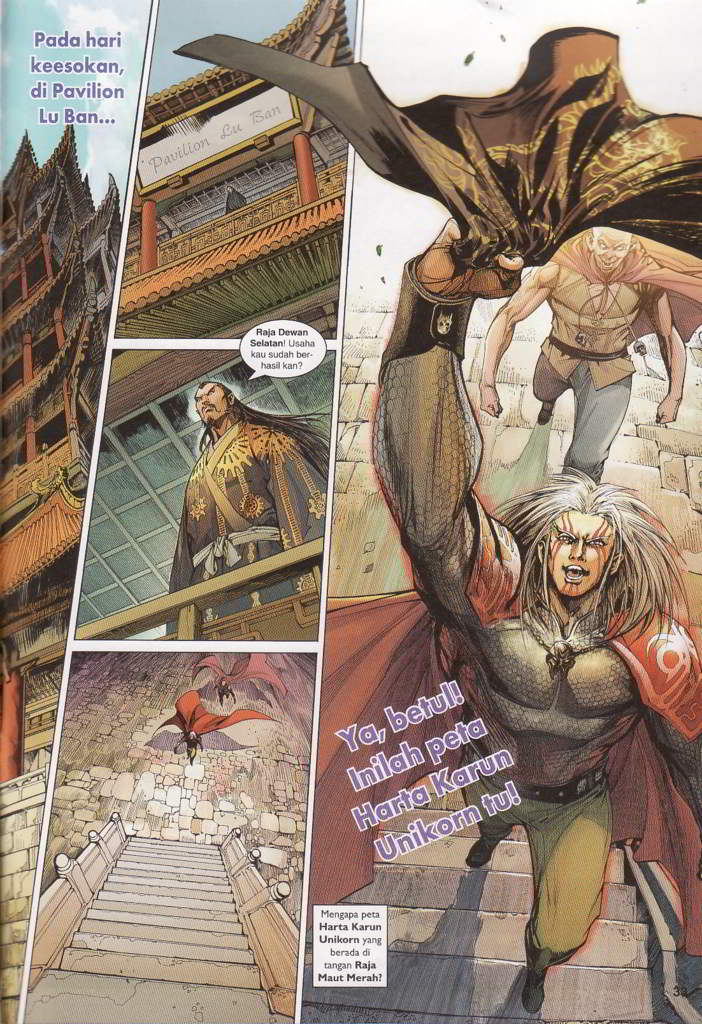 Pada hari
keesokan,
di Pavilion
Lu Ban...
Pavilion Lu Ban
Raja Dewan
Selatan! Usaha
kau sudah ber-
hasil kan?
Ya, betul!
Inilah peta
Harta Karun
Unikorn tu!
Mengapa peta
Harta Karun
Unikorn yang
berada di
tangan Raja
Maut Merah?